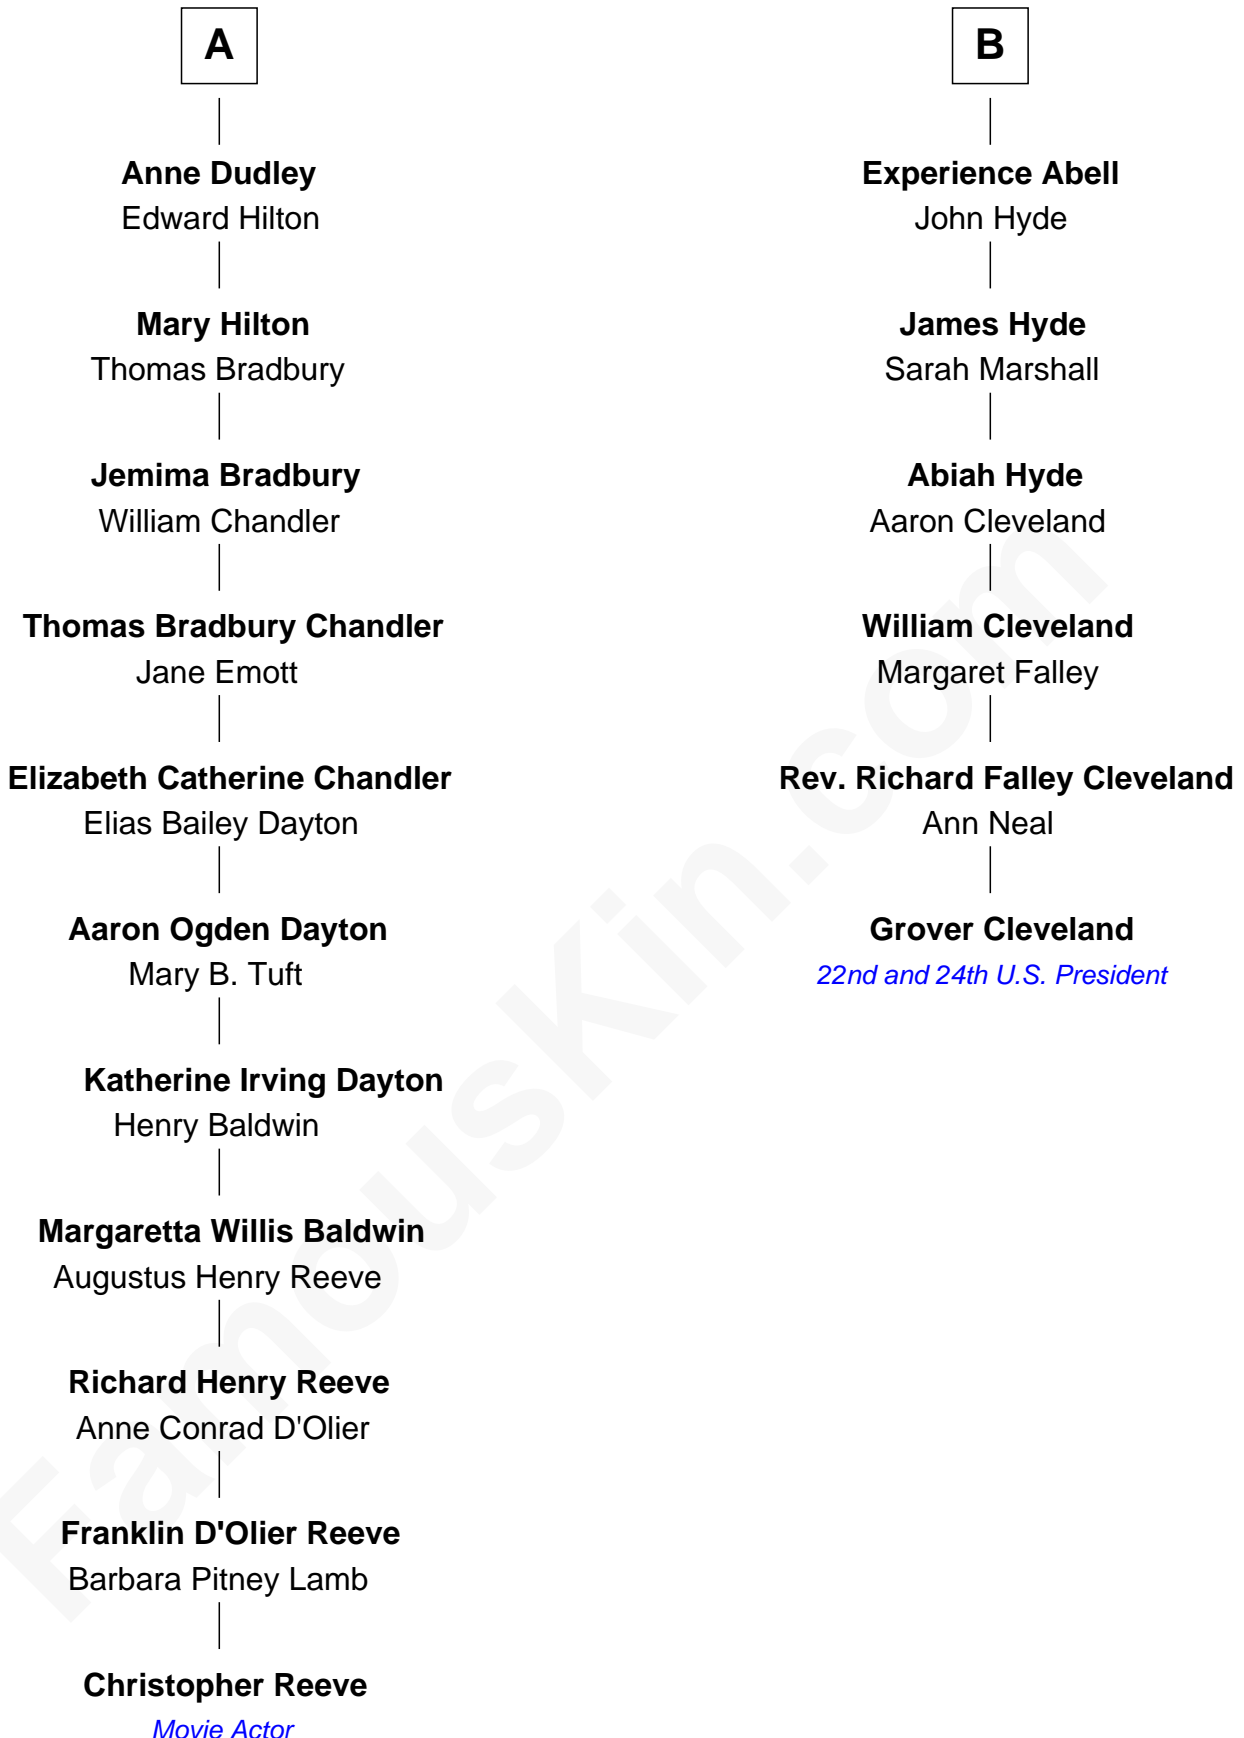 A
Anne Dudley
Edward Hilton
Mary Hilton
Thomas Bradbury
Jemima Bradbury
William Chandler
Thomas Bradbury Chandler
Jane Emott
Elizabeth Catherine Chandler
Elias Bailey Dayton
Aaron Ogden Dayton
Mary B. Tuft
Katherine Irving Dayton
Henry Baldwin
Margaretta Willis Baldwin
Augustus Henry Reeve
Richard Henry Reeve
Anne Conrad D'Olier
Franklin D'Olier Reeve
Barbara Pitney Lamb
Christopher Reeve
Movie Actor
B
Experience Abell
John Hyde
James Hyde
Sarah Marshall
Abiah Hyde
Aaron Cleveland
William Cleveland
Margaret Falley
Rev. Richard Falley Cleveland
Ann Neal
Grover Cleveland
22nd and 24th U.S. President
FamousKin.com